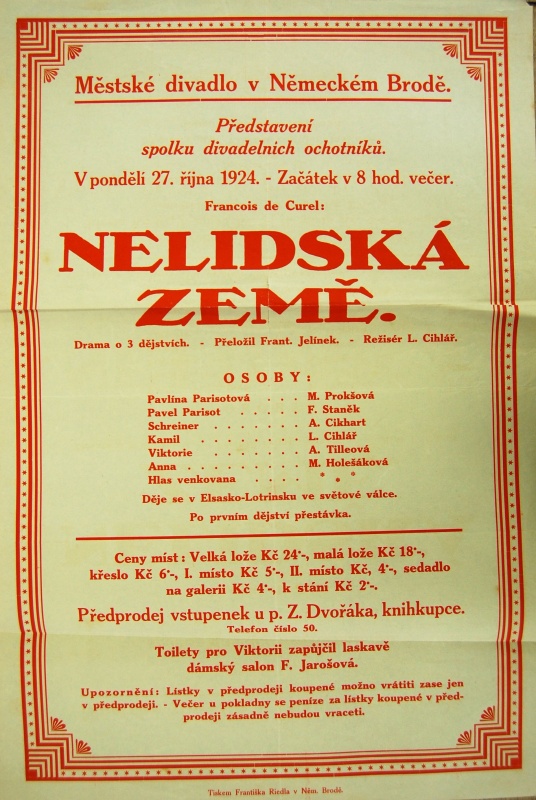 Městské divadlo v Německém Brodě.
Představení
spolku divadelních ochotníků.
V pondělí 27. října 1924. - Začátek v 8 hod. večer.
Francois de Curel:
NELIDSKÁ
ZEMĚ.
Drama o 3 dějstvích. - Přeložil Frant. Jelínek. - Režisér L. Cihlář.
OSOBY:
Pavlína Parisotová . . . M. Prokšová
Pavel Parisot . . . . . F. Staněk
Schreiner . . . . . . . A. Cikhart
Kamil . . . . . . . . L. Cihlář
Viktorie . . . . . . . A. Tilleová
Anna . . . . . . . . M. Holešáková
Hlas venkovana . . . . * * *
Děje se v Elsasko-Lotrinsku ve světové válce.
Po prvním dějství přestávka.
Ceny míst: Velká lože Kč 24·-, malá lože Kč 18·-,
křeslo Kč 6·-, I. místo Kč 5·-, II. místo Kč, 4·-, sedadlo
na galerii Kč 4·-, k stání Kč 2·-.
Předprodej vstupenek u p. Z. Dvořáka, knihkupce.
Telefon číslo 50.
Toilety pro Viktorii zapůjčil laskavě
dámský salon F. Jarošová.
Upozornění: Lístky v předprodeji koupené možno vrátiti zase jen
v předprodeji. - Večer u pokladny se peníze za lístky koupené v před-
prodeji zásadně nebudou vraceti.
Tiskem Františka Riedla v Něm. Brodě.